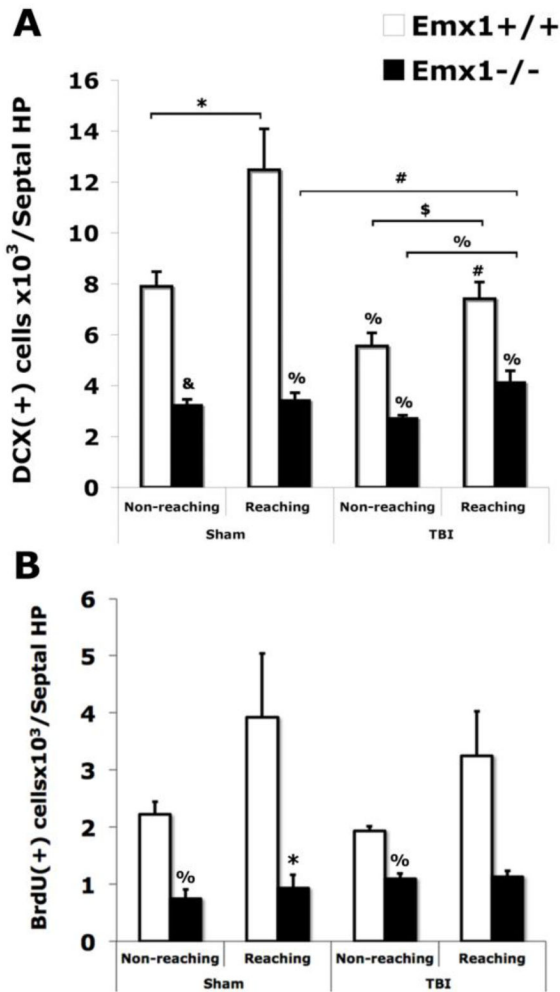 A
Emx1+/+
Emx1-/-
DCX(+) cells x10³/Septal HP
16
14
12
10
8
6
4
2
0
*
#
$
%
% #
& % % %
Non-reaching Reaching Non-reaching Reaching
Sham TBI
B
BrdU(+) cellsx10³/Septal HP
6
5
4
3
2
1
0
% * %
Non-reaching Reaching Non-reaching Reaching
Sham TBI